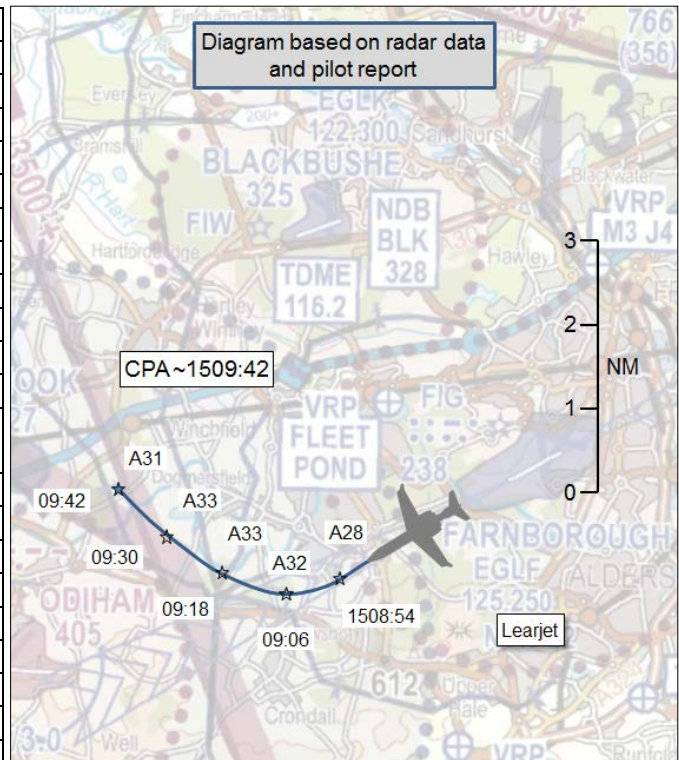 Diagram based on radar data
and pilot report
766
(356)
Eversley
EGLK
200+
122·300
Sandhurst
Bramshill
BLACKBUSHE
325
Blackwater
R Hart
FIW
NDB
BLK
328
VRP
M3 J4
Hartfordbridge
Hawley
3
TDME
116.2
2
CPA~1509:42
NM
VRP
FLEET
POND
FIG
1
Winchfield
238
A31
Dogmersfield
09:42
A33
0
A33
FARNBOROUGH
09:30
A32
A28
EGLF
ODIHAM
405
09:18
125.250
1508:54
09:06
Learjet
612
Upper
Hale
Crondall
Well
VRP